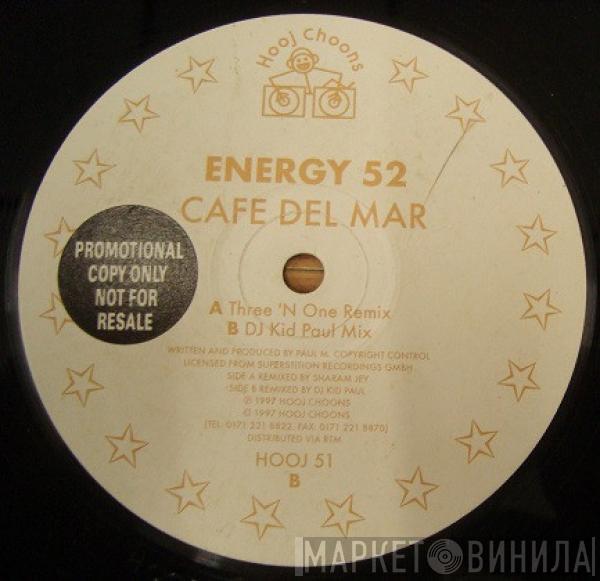 Hooj Choons
ENERGY 52
CAFE DEL MAR
PROMOTIONAL
COPY ONLY
NOT FOR
RESALE
A Three 'N One Remix
B DJ Kid Paul Mix
WRITTEN AND PRODUCED BY PAUL M. COPYRIGHT CONTROL
LICENSED FROM SUPERSTITION RECORDINGS GMBH
SIDE A REMIXED BY SHARAM JEY
SIDE B REMIXED BY DJ KID PAUL
℗ 1997 HOOJ CHOONS
© 1997 HOOJ CHOONS
(TEL: 0171 221 8822. FAX: 0171 221 8870)
DISTRIBUTED VIA RTM
HOOJ 51
B
МАРКЕТ ВИНИЛА!